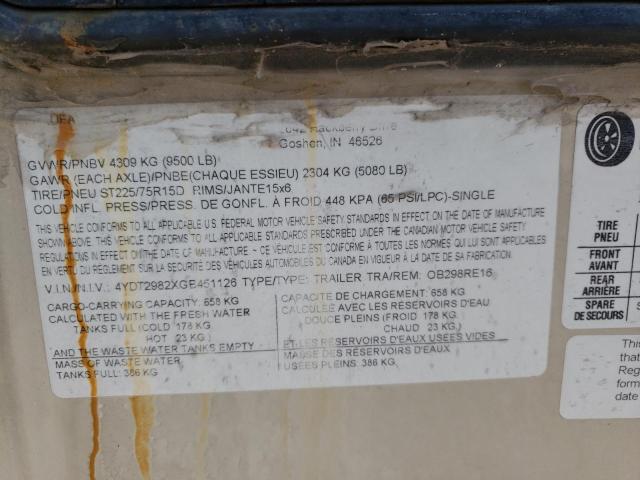 Goshen, IN 46526
GVWR/PNBV 4309 KG (9500 LB)
GAWR (EACH AXLE)/PNBE(CHAQUE ESSIEU) 2304 KG (5080 LB)
TIRE/PNEU ST225/75R15D RIMS/JANTE15x6
COLD INFL. PRESS/PRESS. DE GONFL. À FROID 448 KPA (65 PSI/LPC)-SINGLE
THIS VEHICLE CONFORMS TO ALL APPLICABLE U.S. FEDERAL MOTOR VEHICLE SAFETY STANDARDS IN EFFECT ON THE DATE OF MANUFACTURE
SHOWN ABOVE. THIS VEHICLE CONFORMS TO ALL APPLICABLE STANDARDS PRESCRIBED UNDER THE CANADIAN MOTOR VEHICLE SAFETY
REGULATIONS IN EFFECT ON THE DATE OF MANUFACTURE. CE VÉHICULE EST CONFORME À TOUTES LES NORMES QUI LUI SONT APPLICABLES
EN VERTU DU RÈGLEMENT SUR LA SÉCURITÉ DES VÉHICULES AUTOMOBILES DU CANADA EN VIGUEUR À LA DATE DE SA FABRICATION.
V.I.N./N.I.V.: 4YDT2982XGE461126 TYPE/TYPE: TRAILER TRA/REM: OB298RE16
CARGO-CARRYING CAPACITY: 658 KG
CALCULATED WITH THE FRESH WATER
TANKS FULL (COLD 178 KG
HOT 23 KG)
AND THE WASTE WATER TANKS EMPTY
MASS OF WASTE WATER
TANKS FULL: 386 KG
CAPACITÉ DE CHARGEMENT: 658 KG
CALCULÉE AVEC LES RÉSERVOIRS D'EAU
DOUCE PLEINS (FROID 178 KG
CHAUD 23 KG.)
ET LES RÉSERVOIRS D'EAUX USÉES VIDES
MASSE DES RÉSERVOIRS D'EAUX
USÉES PLEINS: 386 KG
TIRE
PNEU
FRONT
AVANT
REAR
ARRIÈRE
SPARE
DE SECOURS
This
that
Reg
from